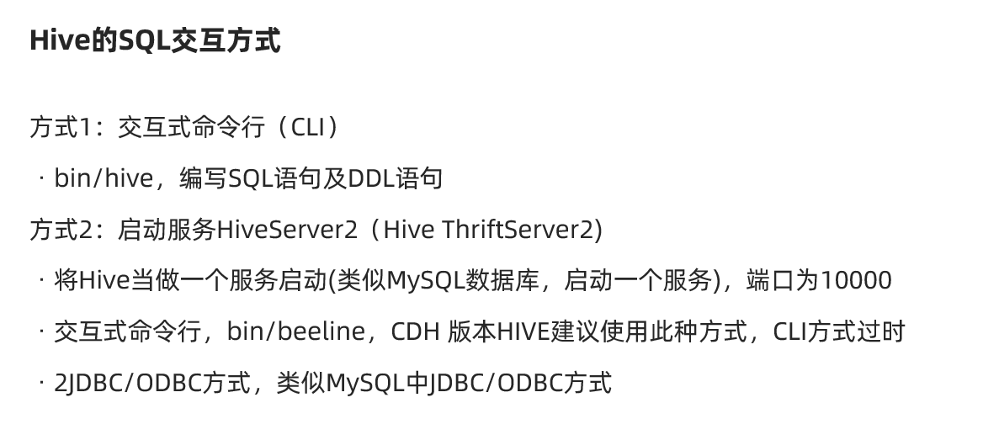 Hive的SQL交互方式
方式1：交互式命令行（CLI）
· bin/hive，编写SQL语句及DDL语句
方式2：启动服务HiveServer2（Hive ThriftServer2)
· 将Hive当做一个服务启动(类似MySQL数据库，启动一个服务)，端口为10000
· 交互式命令行，bin/beeline，CDH 版本HIVE建议使用此种方式，CLI方式过时
· 2JDBC/ODBC方式，类似MySQL中JDBC/ODBC方式